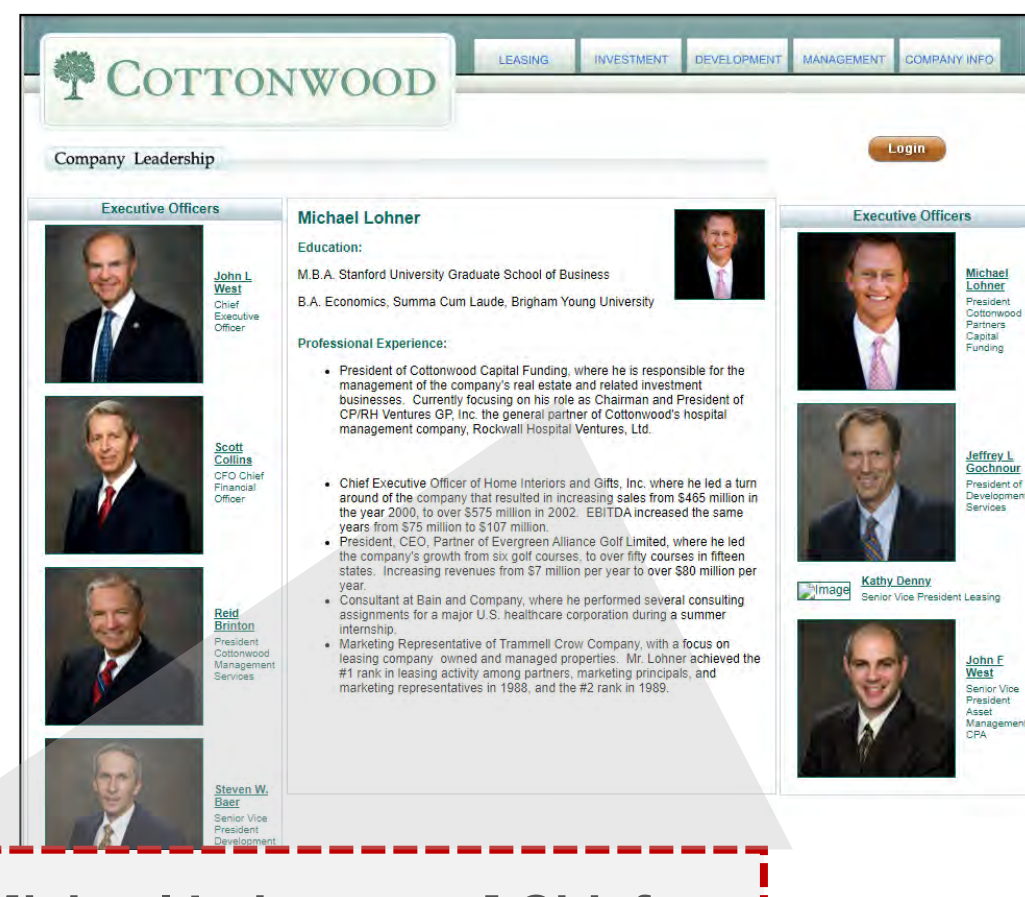 COTTONWOOD
LEASING
INVESTMENT
DEVELOPMENT
MANAGEMENT
COMPANY INFO
Company Leadership
Login
Executive Officers
John L
West
Chief
Executive
Officer
Scott
Collins
CFO Chief
Financial
Officer
Reid
Brinton
President
Cottonwood
Management
Services
Steven W.
Baer
Senior Vice
President
Development
Michael Lohner
Education:
M.B.A. Stanford University Graduate School of Business
B.A. Economics, Summa Cum Laude, Brigham Young University
Professional Experience:
• President of Cottonwood Capital Funding, where he is responsible for the
management of the company's real estate and related investment
businesses. Currently focusing on his role as Chairman and President of
CP/RH Ventures GP, Inc. the general partner of Cottonwood's hospital
management company, Rockwall Hospital Ventures, Ltd.
• Chief Executive Officer of Home Interiors and Gifts, Inc. where he led a turn
around of the company that resulted in increasing sales from $465 million in
the year 2000, to over $575 million in 2002. EBITDA increased the same
years from $75 million to $107 million.
• President, CEO, Partner of Evergreen Alliance Golf Limited, where he led
the company's growth from six golf courses, to over fifty courses in fifteen
states. Increasing revenues from $7 million per year to over $80 million per
year.
• Consultant at Bain and Company, where he performed several consulting
assignments for a major U.S. healthcare corporation during a summer
internship.
• Marketing Representative of Trammell Crow Company, with a focus on
leasing company owned and managed properties. Mr. Lohner achieved the
#1 rank in leasing activity among partners, marketing principals, and
marketing representatives in 1988, and the #2 rank in 1989.
Executive Officers
Michael
Lohner
President
Cottonwood
Partners
Capital
Funding
Jeffrey L
Gochnour
President of
Development
Services
Image
Kathy Denny
Senior Vice President Leasing
John F
West
Senior Vice
President
Asset
Management
CPA